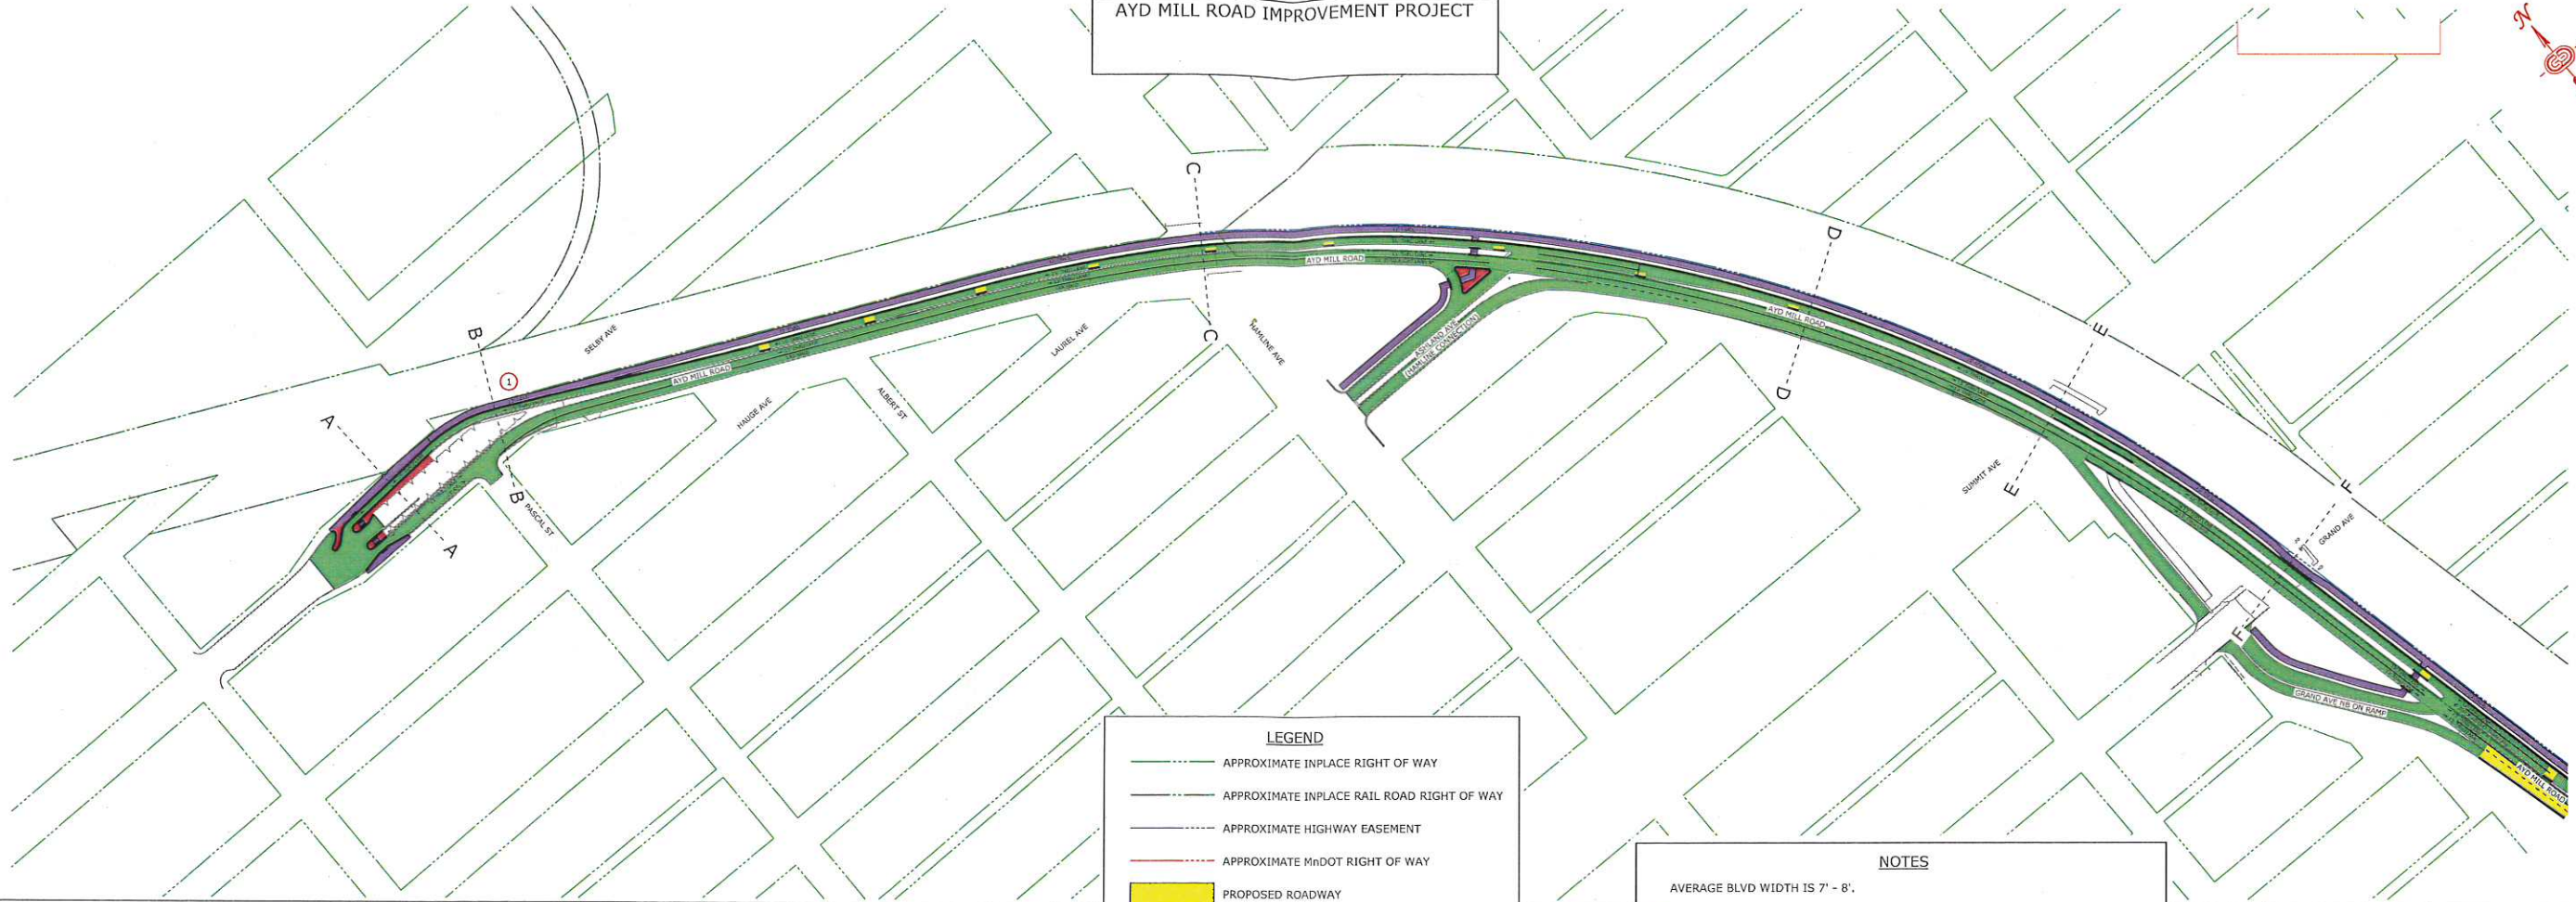 AYD MILL ROAD IMPROVEMENT PROJECT
N
C
D
E
B
SELBY AVE
1
A
AYD MILL ROAD
AYD MILL ROAD
AYD MILL ROAD
C
HAMLINE AVE
LAUREL AVE
ASHLAND AVE
(HAMLINE CONNECTION)
D
HAUGE AVE
ALBERT ST
SUMMIT AVE
E
F
GRAND AVE
B
PASCAL ST
A
F
GRAND AVE NB ON RAMP
AYD MILL ROAD
LEGEND
APPROXIMATE INPLACE RIGHT OF WAY
APPROXIMATE INPLACE RAIL ROAD RIGHT OF WAY
APPROXIMATE HIGHWAY EASEMENT
APPROXIMATE MnDOT RIGHT OF WAY
PROPOSED ROADWAY
NOTES
AVERAGE BLVD WIDTH IS 7' - 8'.